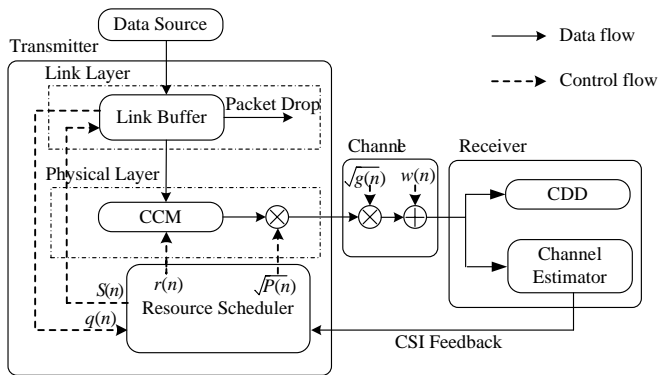 Data Source
Transmitter
Data flow
Link Layer
Control flow
Link Buffer
Packet Drop
Channel
Receiver
Physical Layer
√g(n)
w(n)
CDD
CCM
Channel
Estimator
S(n)
r(n)
√P(n)
Resource Scheduler
q(n)
CSI Feedback